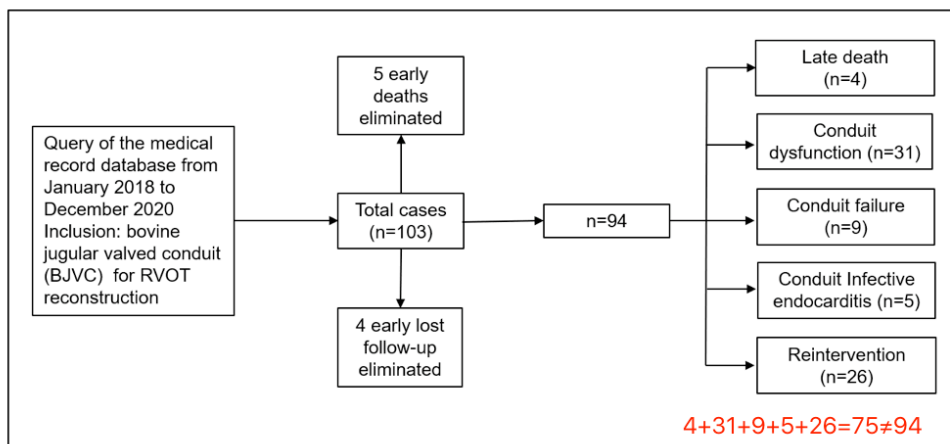 Query of the medical
record database from
January 2018 to
December 2020
Inclusion: bovine
jugular valved conduit
(BJVC) for RVOT
reconstruction
5 early
deaths
eliminated
Total cases
(n=103)
4 early lost
follow-up
eliminated
n=94
Late death
(n=4)
Conduit
dysfunction (n=31)
Conduit failure
(n=9)
Conduit Infective
endocarditis (n=5)
Reintervention
(n=26)
4+31+9+5+26=75≠94